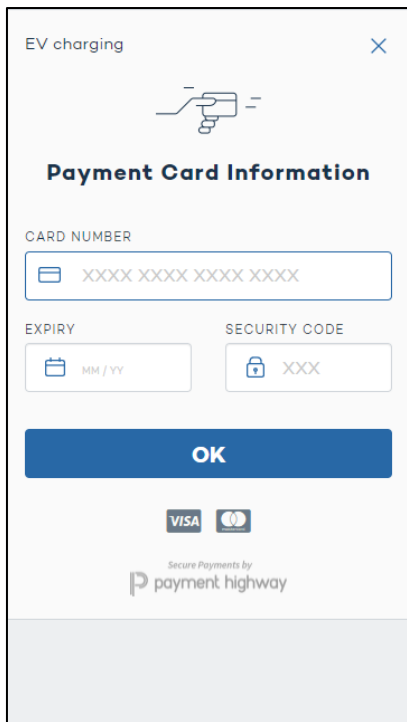 EV charging
Payment Card Information
CARD NUMBER
XXXX XXXX XXXX XXXX
EXPIRY SECURITY CODE
MM / YY XXX
OK
VISA
Secure Payments by
payment highway